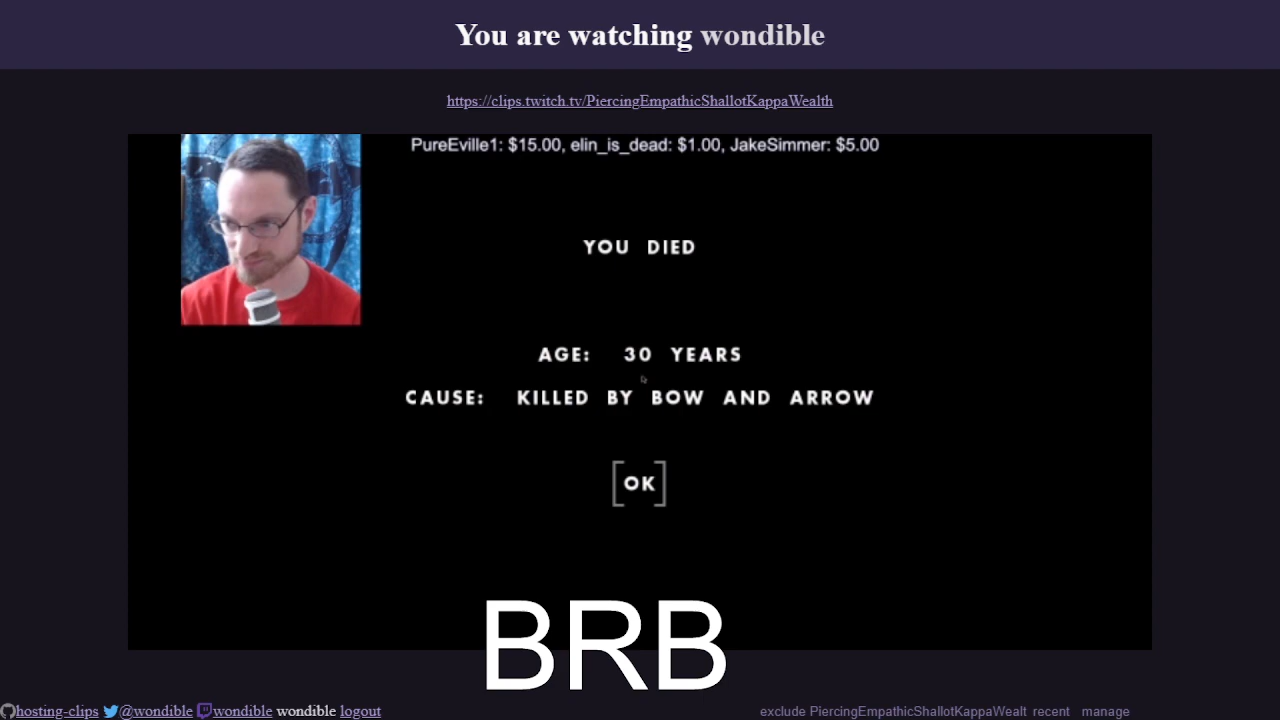 You are watching wondible
https://clips.twitch.tv/PiercingEmpathicShallotKappaWealth
PureEville1: $15.00, elin_is_dead: $1.00, JakeSimmer: $5.00
YOU DIED
AGE: 30 YEARS
CAUSE: KILLED BY BOW AND ARROW
OK
BRB
hosting-clips @wondible wondible wondible logout
exclude PiercingEmpathicShallotKappaWealt recent manage